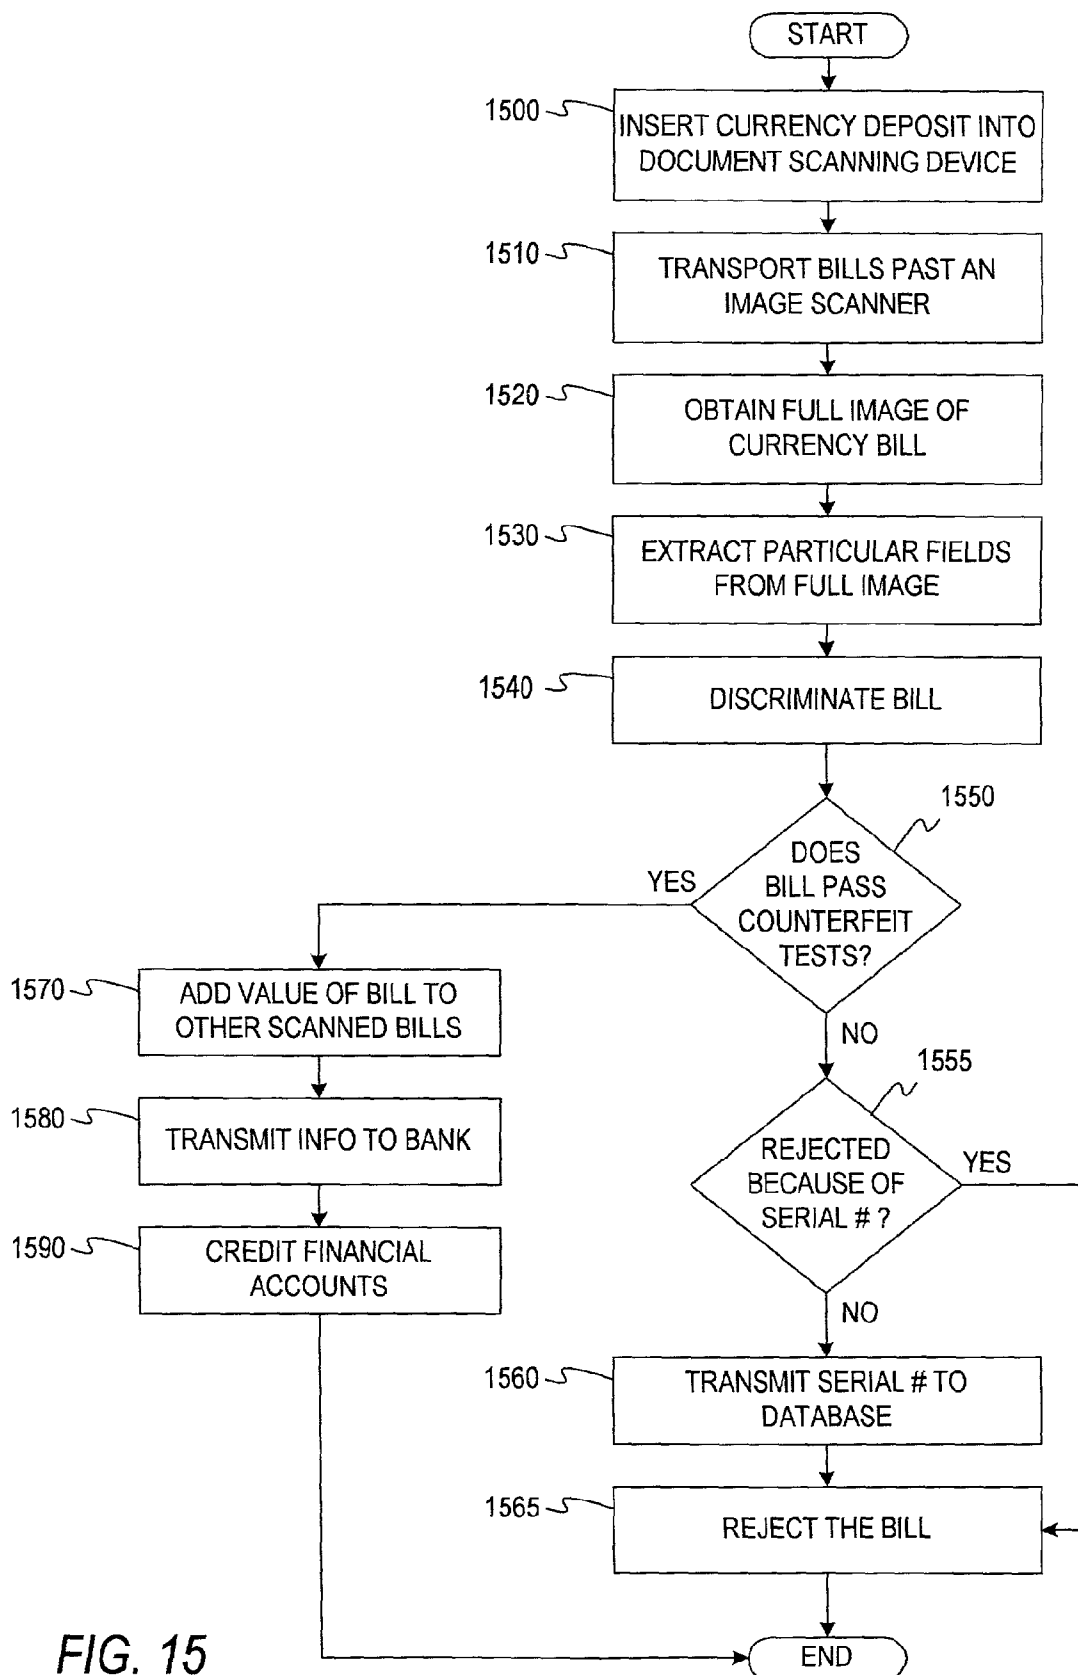 START
1500
INSERT CURRENCY DEPOSIT INTO
DOCUMENT SCANNING DEVICE
1510
TRANSPORT BILLS PAST AN
IMAGE SCANNER
1520
OBTAIN FULL IMAGE OF
CURRENCY BILL
1530
EXTRACT PARTICULAR FIELDS
FROM FULL IMAGE
1540
DISCRIMINATE BILL
1550
DOES
BILL PASS
COUNTERFEIT
TESTS?
YES
NO
1570
ADD VALUE OF BILL TO
OTHER SCANNED BILLS
1580
TRANSMIT INFO TO BANK
1590
CREDIT FINANCIAL
ACCOUNTS
1555
REJECTED
BECAUSE OF
SERIAL # ?
YES
NO
1560
TRANSMIT SERIAL # TO
DATABASE
1565
REJECT THE BILL
END
FIG. 15